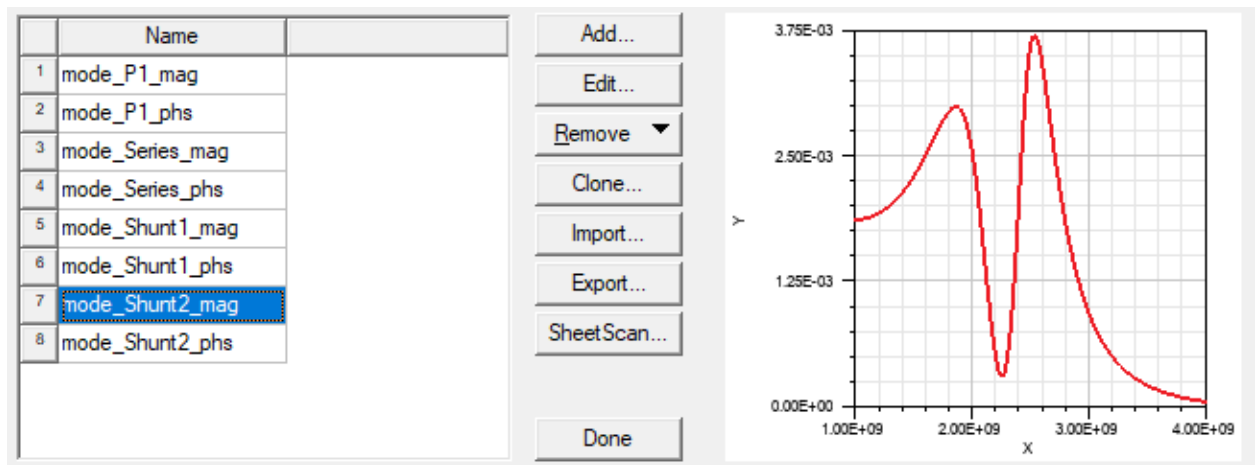 Name
1 mode_P1_mag
2 mode_P1_phs
3 mode_Series_mag
4 mode_Series_phs
5 mode_Shunt1_mag
6 mode_Shunt1_phs
7 mode_Shunt2_mag
8 mode_Shunt2_phs
Add...
Edit...
Remove
Clone...
Import...
Export...
SheetScan...
Done
3.75E-03
2.50E-03
Y
1.25E-03
0.00E+00
1.00E+09 2.00E+09 3.00E+09 4.00E+09
X